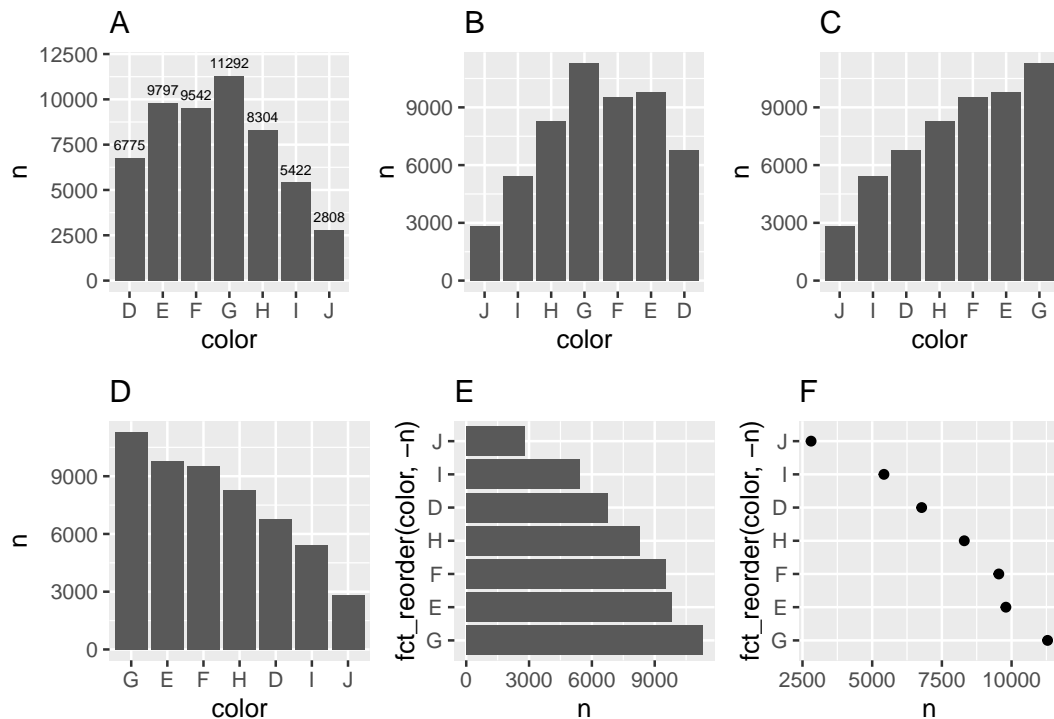 A
12500
10000
7500
5000
2500
0
n
6775
9797
9542
11292
8304
5422
2808
D E F G H I J
color
B
9000
6000
3000
0
n
J I H G F E D
color
C
9000
6000
3000
0
n
J I D H F E G
color
D
9000
6000
3000
0
n
G E F H D I J
color
E
fct_reorder(color, −n)
J
I
D
H
F
E
G
0 3000 6000 9000
n
F
fct_reorder(color, −n)
J
I
D
H
F
E
G
2500 5000 7500 10000
n